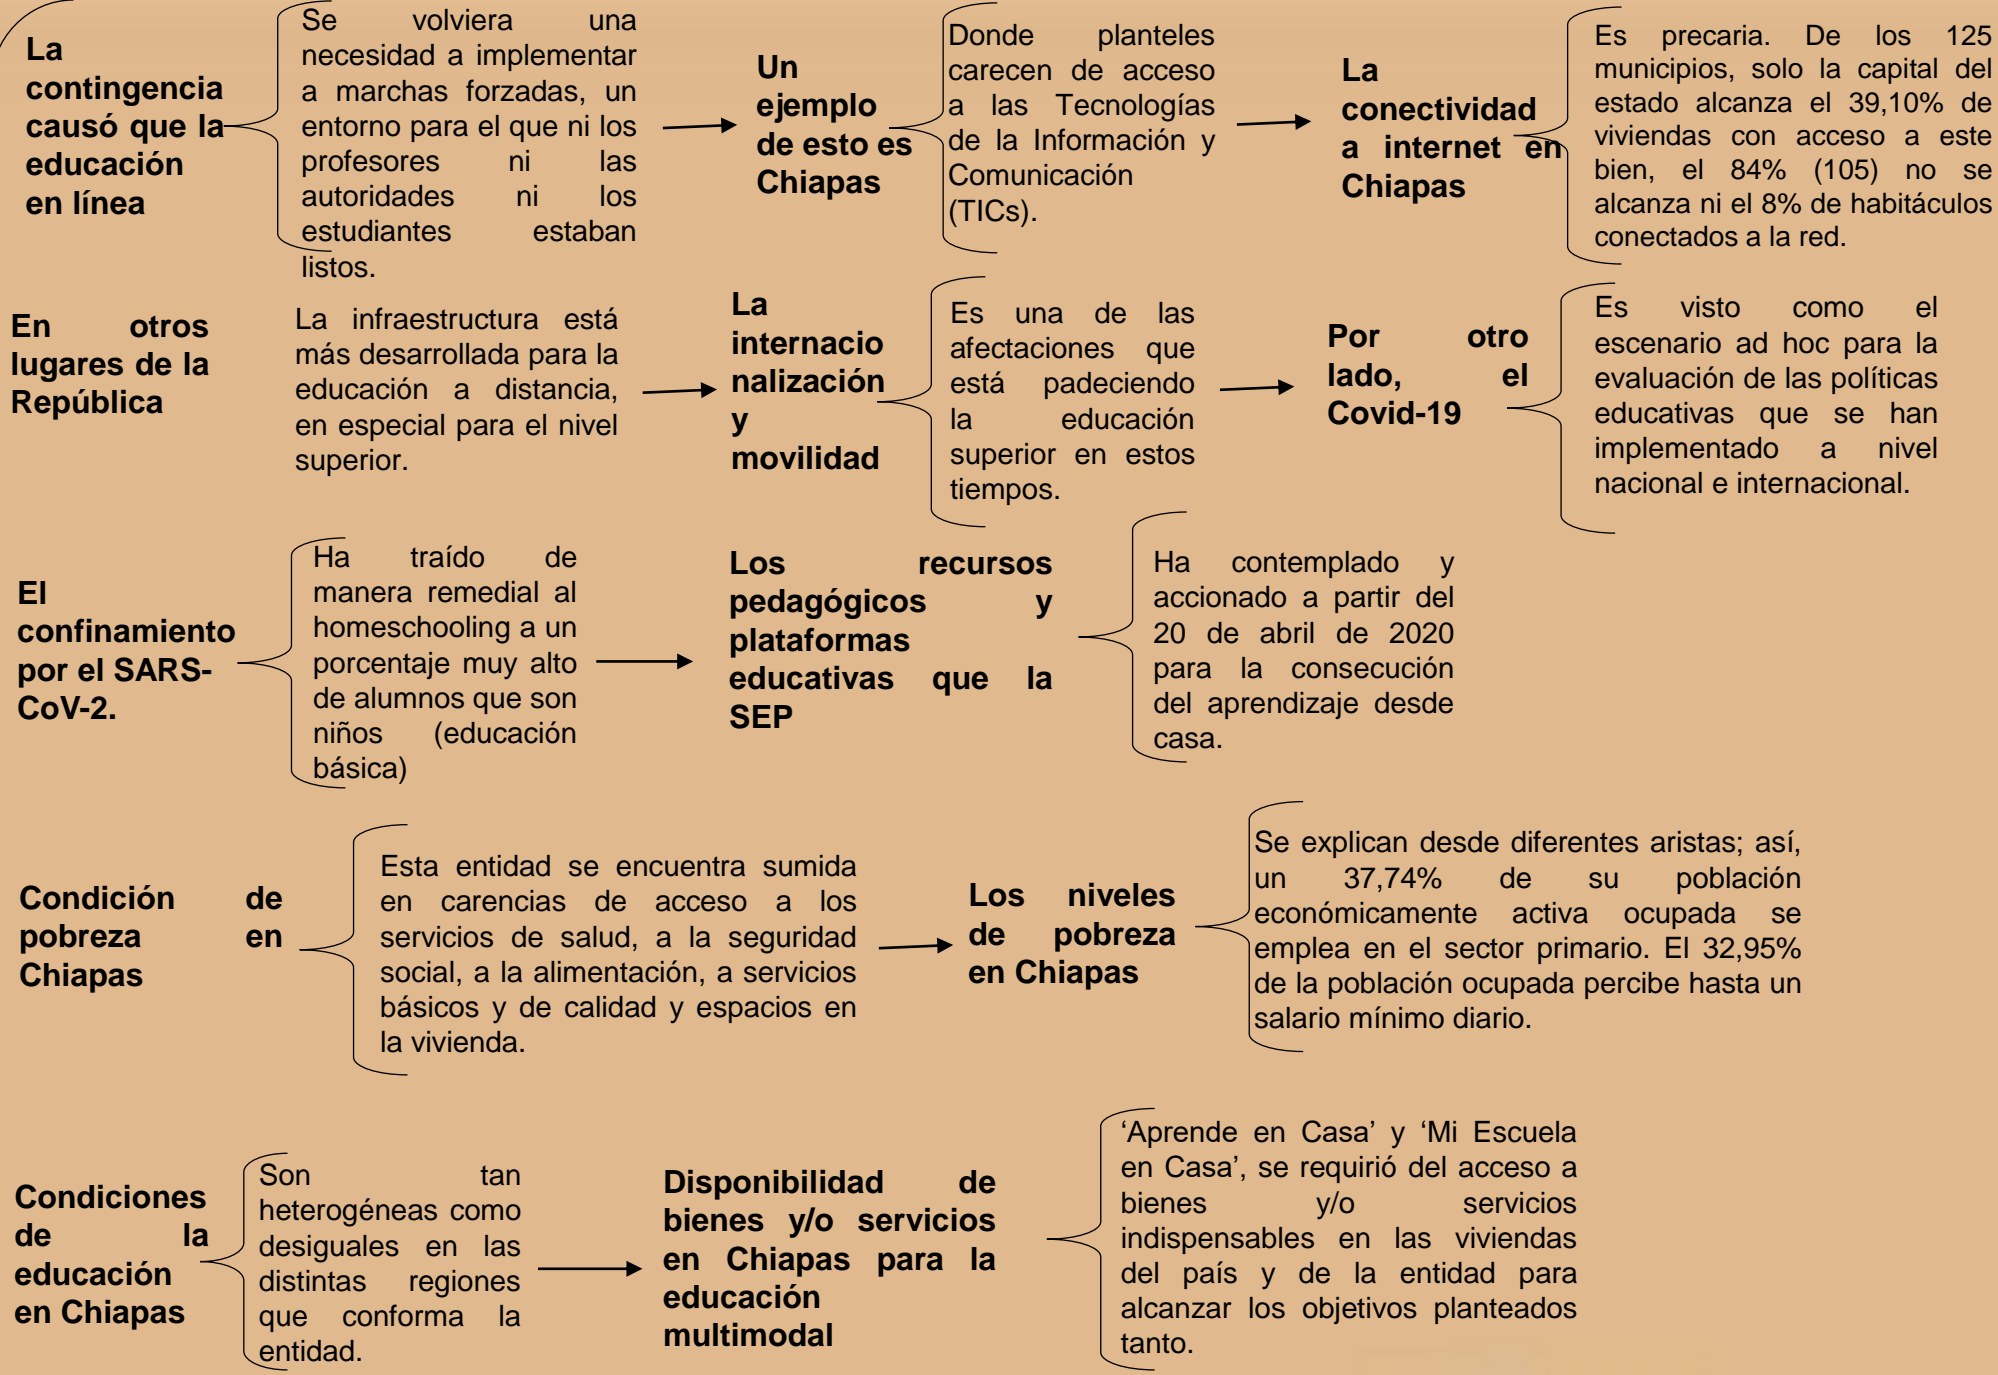 La
contingencia
causó que la
educación
en línea
Se volviera una
necesidad a implementar
a marchas forzadas, un
entorno para el que ni los
profesores ni las
autoridades ni los
estudiantes estaban
listos.
Un
ejemplo
de esto es
Chiapas
Donde planteles
carecen de acceso
a las Tecnologías
de la Información y
Comunicación
(TICs).
La
conectividad
a internet en
Chiapas
Es precaria. De los 125
municipios, solo la capital del
estado alcanza el 39,10% de
viviendas con acceso a este
bien, el 84% (105) no se
alcanza ni el 8% de habitáculos
conectados a la red.
En otros
lugares de la
República
La infraestructura está
más desarrollada para la
educación a distancia,
en especial para el nivel
superior.
La
internacio
nalización
y
movilidad
Es una de las
afectaciones que
está padeciendo
la educación
superior en estos
tiempos.
Por otro
lado, el
Covid-19
Es visto como el
escenario ad hoc para la
evaluación de las políticas
educativas que se han
implementado a nivel
nacional e internacional.
El
confinamiento
por el SARS-
CoV-2.
Ha traído de
manera remedial al
homeschooling a un
porcentaje muy alto
de alumnos que son
niños (educación
básica)
Los recursos
pedagógicos y
plataformas
educativas que la
SEP
Ha contemplado y
accionado a partir del
20 de abril de 2020
para la consecución
del aprendizaje desde
casa.
Condición de
pobreza en
Chiapas
Esta entidad se encuentra sumida
en carencias de acceso a los
servicios de salud, a la seguridad
social, a la alimentación, a servicios
básicos y de calidad y espacios en
la vivienda.
Los niveles
de pobreza
en Chiapas
Se explican desde diferentes aristas; así,
un 37,74% de su población
económicamente activa ocupada se
emplea en el sector primario. El 32,95%
de la población ocupada percibe hasta un
salario mínimo diario.
Condiciones
de la
educación
en Chiapas
Son tan
heterogéneas como
desiguales en las
distintas regiones
que conforma la
entidad.
Disponibilidad de
bienes y/o servicios
en Chiapas para la
educación
multimodal
‘Aprende en Casa’ y ‘Mi Escuela
en Casa’, se requirió del acceso a
bienes y/o servicios
indispensables en las viviendas
del país y de la entidad para
alcanzar los objetivos planteados
tanto.